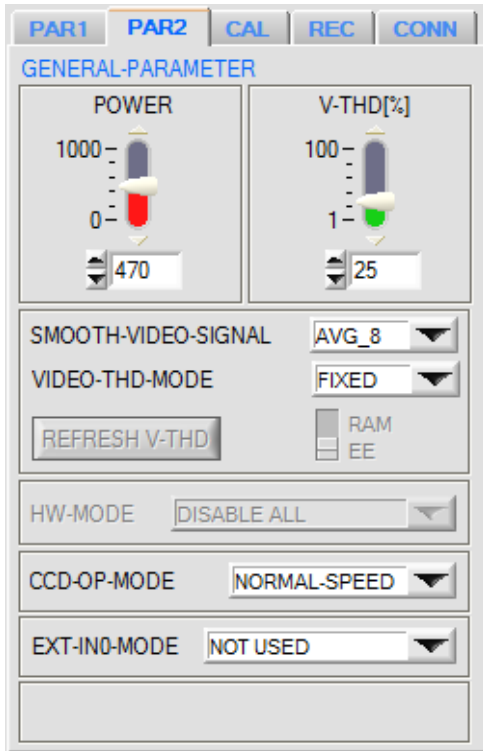 PAR1 PAR2 CAL REC CONN
GENERAL-PARAMETER
POWER V-THD[%]
1000 100
0 1
470 25
SMOOTH-VIDEO-SIGNAL AVG_8
VIDEO-THD-MODE FIXED
REFRESH V-THD RAM
EE
HW-MODE DISABLE ALL
CCD-OP-MODE NORMAL-SPEED
EXT-IN0-MODE NOT USED